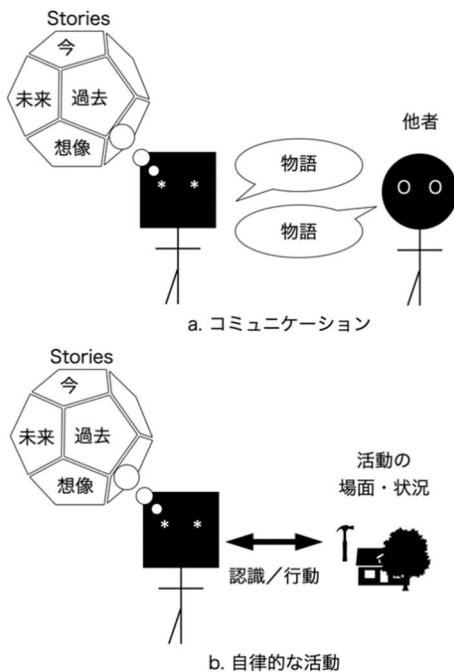 Stories
今
未来
過去
想像
他者
物語
物語
* *
O O
a. コミュニケーション
Stories
今
未来
過去
想像
* *
活動の
場面・状況
認識／行動
b. 自律的な活動